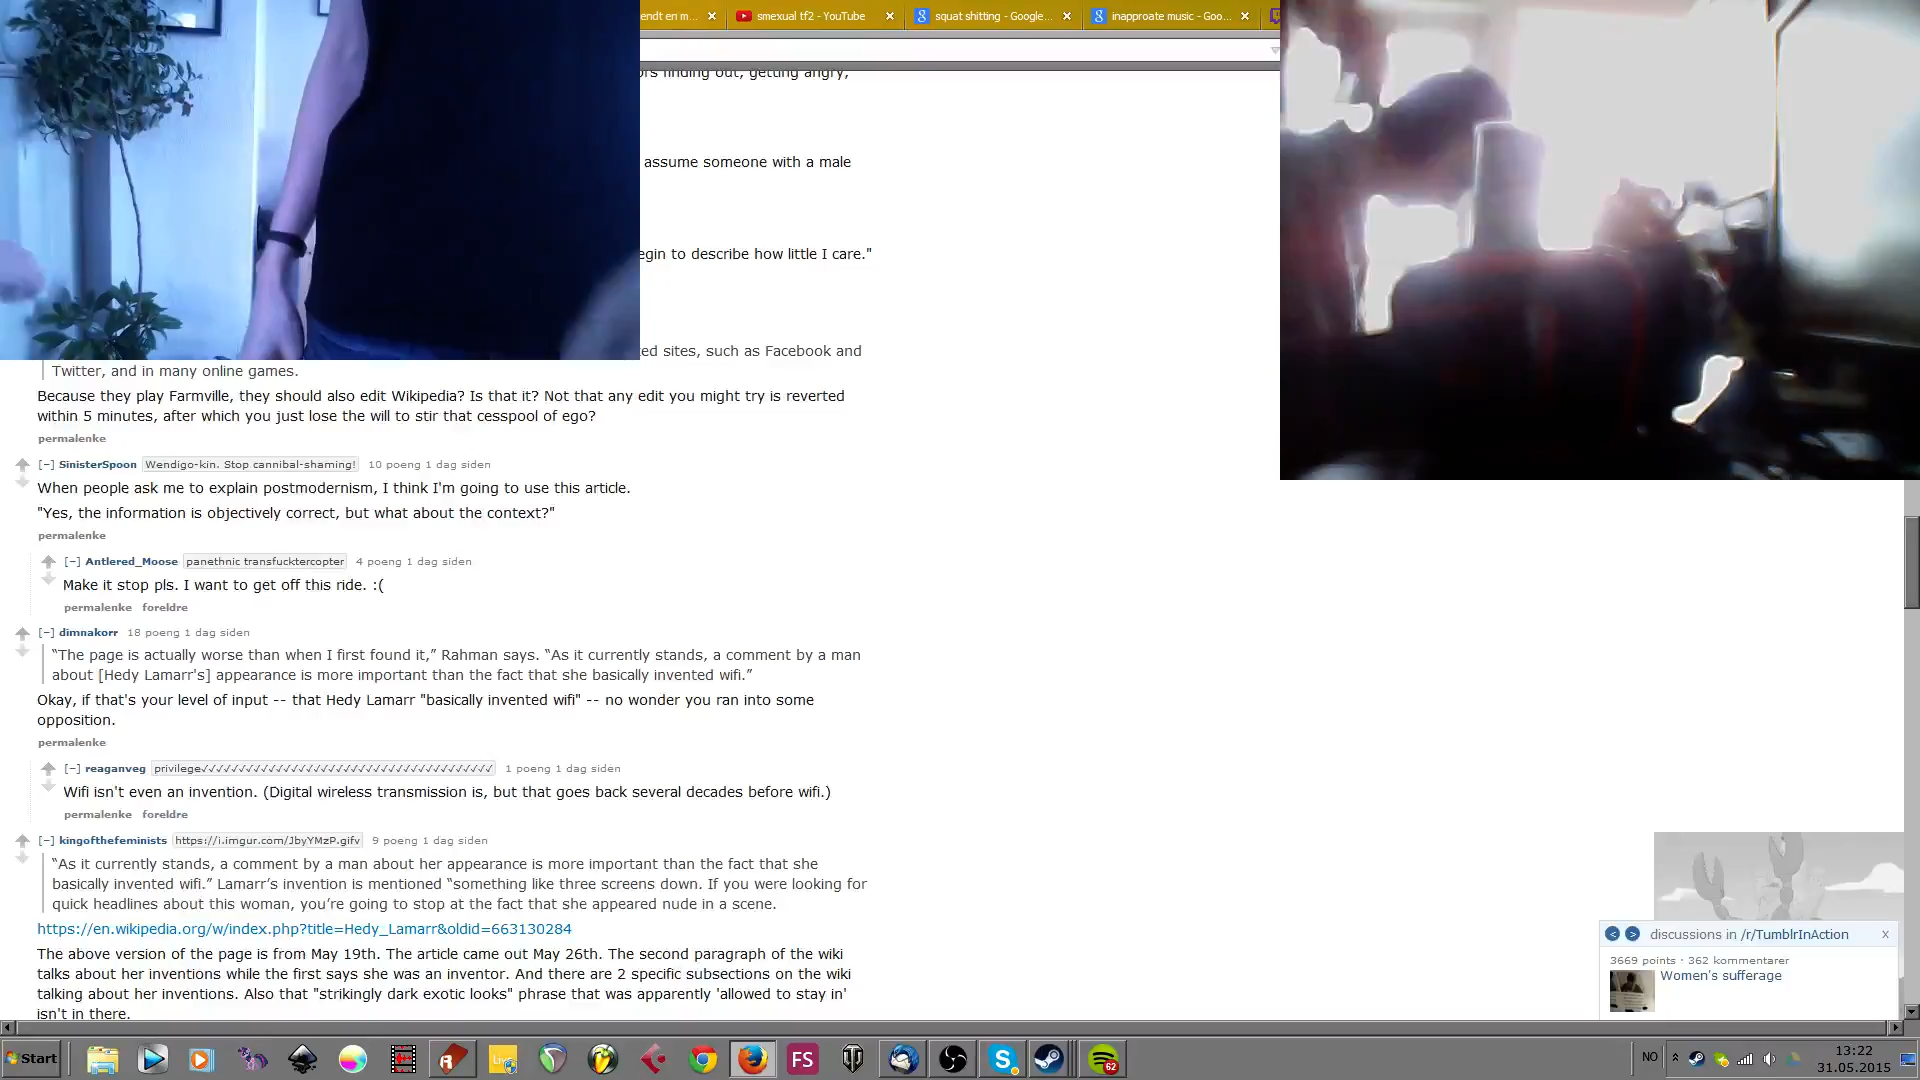 endt en m...
smexual tf2 - YouTube
squat shitting - Google...
inapproate music - Goo...
ors finding out, getting angry,
assume someone with a male
egin to describe how little I care."
ted sites, such as Facebook and
Twitter, and in many online games.
Because they play Farmville, they should also edit Wikipedia? Is that it? Not that any edit you might try is reverted
within 5 minutes, after which you just lose the will to stir that cesspool of ego?
permalenke
[–] SinisterSpoon Wendigo-kin. Stop cannibal-shaming! 10 poeng 1 dag siden
When people ask me to explain postmodernism, I think I'm going to use this article.
"Yes, the information is objectively correct, but what about the context?"
permalenke
[–] Antlered_Moose panethnic transfucktercopter 4 poeng 1 dag siden
Make it stop pls. I want to get off this ride. :(
permalenke foreldre
[–] dimnakorr 18 poeng 1 dag siden
“The page is actually worse than when I first found it,” Rahman says. “As it currently stands, a comment by a man
about [Hedy Lamarr's] appearance is more important than the fact that she basically invented wifi.”
Okay, if that's your level of input -- that Hedy Lamarr "basically invented wifi" -- no wonder you ran into some
opposition.
permalenke
[–] reaganveg privilege✓✓✓✓✓✓✓✓✓✓✓✓✓✓✓✓✓✓✓✓✓✓✓✓✓✓✓✓✓✓✓✓✓✓✓✓✓✓ 1 poeng 1 dag siden
Wifi isn't even an invention. (Digital wireless transmission is, but that goes back several decades before wifi.)
permalenke foreldre
[–] kingofthefeminists https://i.imgur.com/JbyYMzP.gifv 9 poeng 1 dag siden
“As it currently stands, a comment by a man about her appearance is more important than the fact that she
basically invented wifi.” Lamarr’s invention is mentioned “something like three screens down. If you were looking for
quick headlines about this woman, you’re going to stop at the fact that she appeared nude in a scene.
https://en.wikipedia.org/w/index.php?title=Hedy_Lamarr&oldid=663130284
The above version of the page is from May 19th. The article came out May 26th. The second paragraph of the wiki
talks about her inventions while the first says she was an inventor. And there are 2 specific subsections on the wiki
talking about her inventions. Also that "strikingly dark exotic looks" phrase that was apparently 'allowed to stay in'
isn't in there.
discussions in /r/TumblrInAction x
3669 points · 362 kommentarer
Women's sufferage
Start
Live
FS
62
NO
13:22
31.05.2015